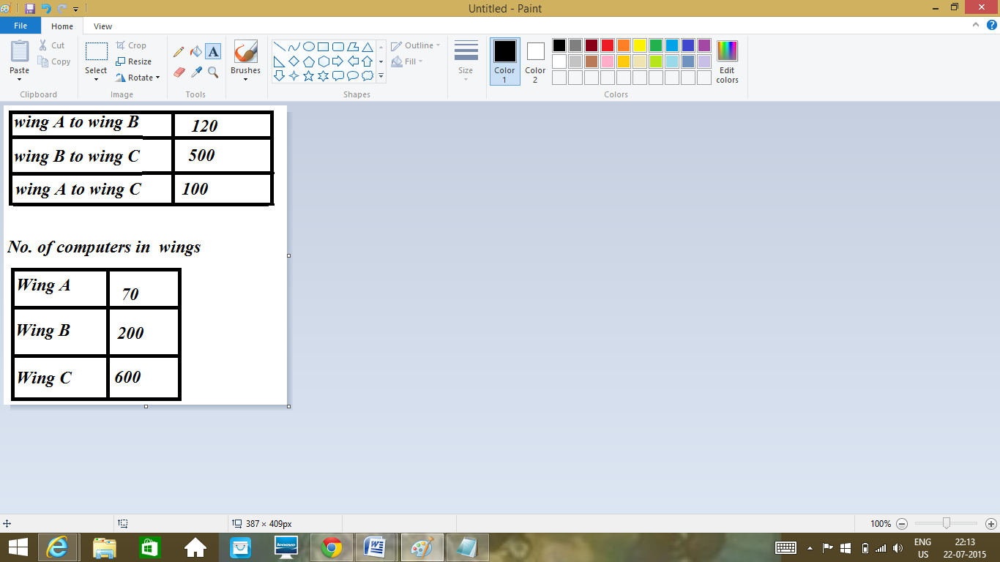 Untitled - Paint
File Home View
Paste
Cut
Copy
Clipboard
Select
Crop
Resize
Rotate
Image
A
Tools
Brushes
Shapes
Outline
Fill
Size
Color 1
Color 2
Edit colors
Colors
wing A to wing B 120
wing B to wing C 500
wing A to wing C 100
No. of computers in wings
Wing A 70
Wing B 200
Wing C 600
387 × 409px
100%
lenovo
ENG 22:13
US 22-07-2015